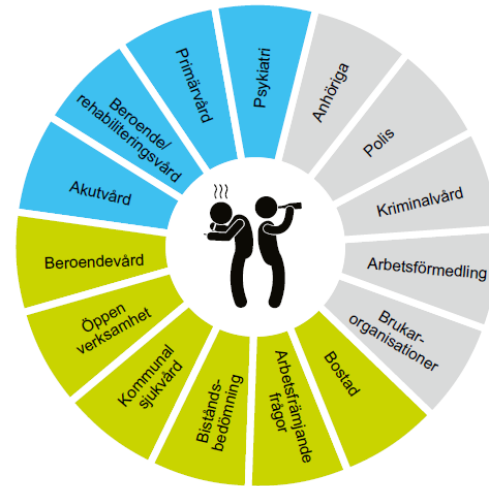 Psykiatri
Anhöriga
Polis
Kriminalvård
Arbetsförmedling
Brukar-
organisationer
Bostad
Arbetsfrämjande
frågor
Bistånds-
bedömning
Kommunal
sjukvård
Öppen
verksamhet
Beroendevård
Akutvård
Beroende/
rehabiliteringsvård
Primärvård